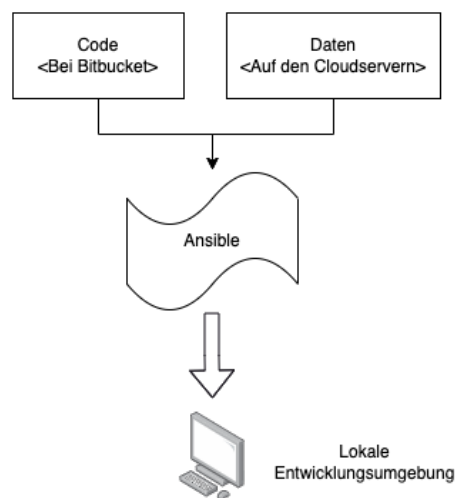 Code
<Bei Bitbucket>
Daten
<Auf den Cloudservern>
Ansible
Lokale
Entwicklungsumgebung